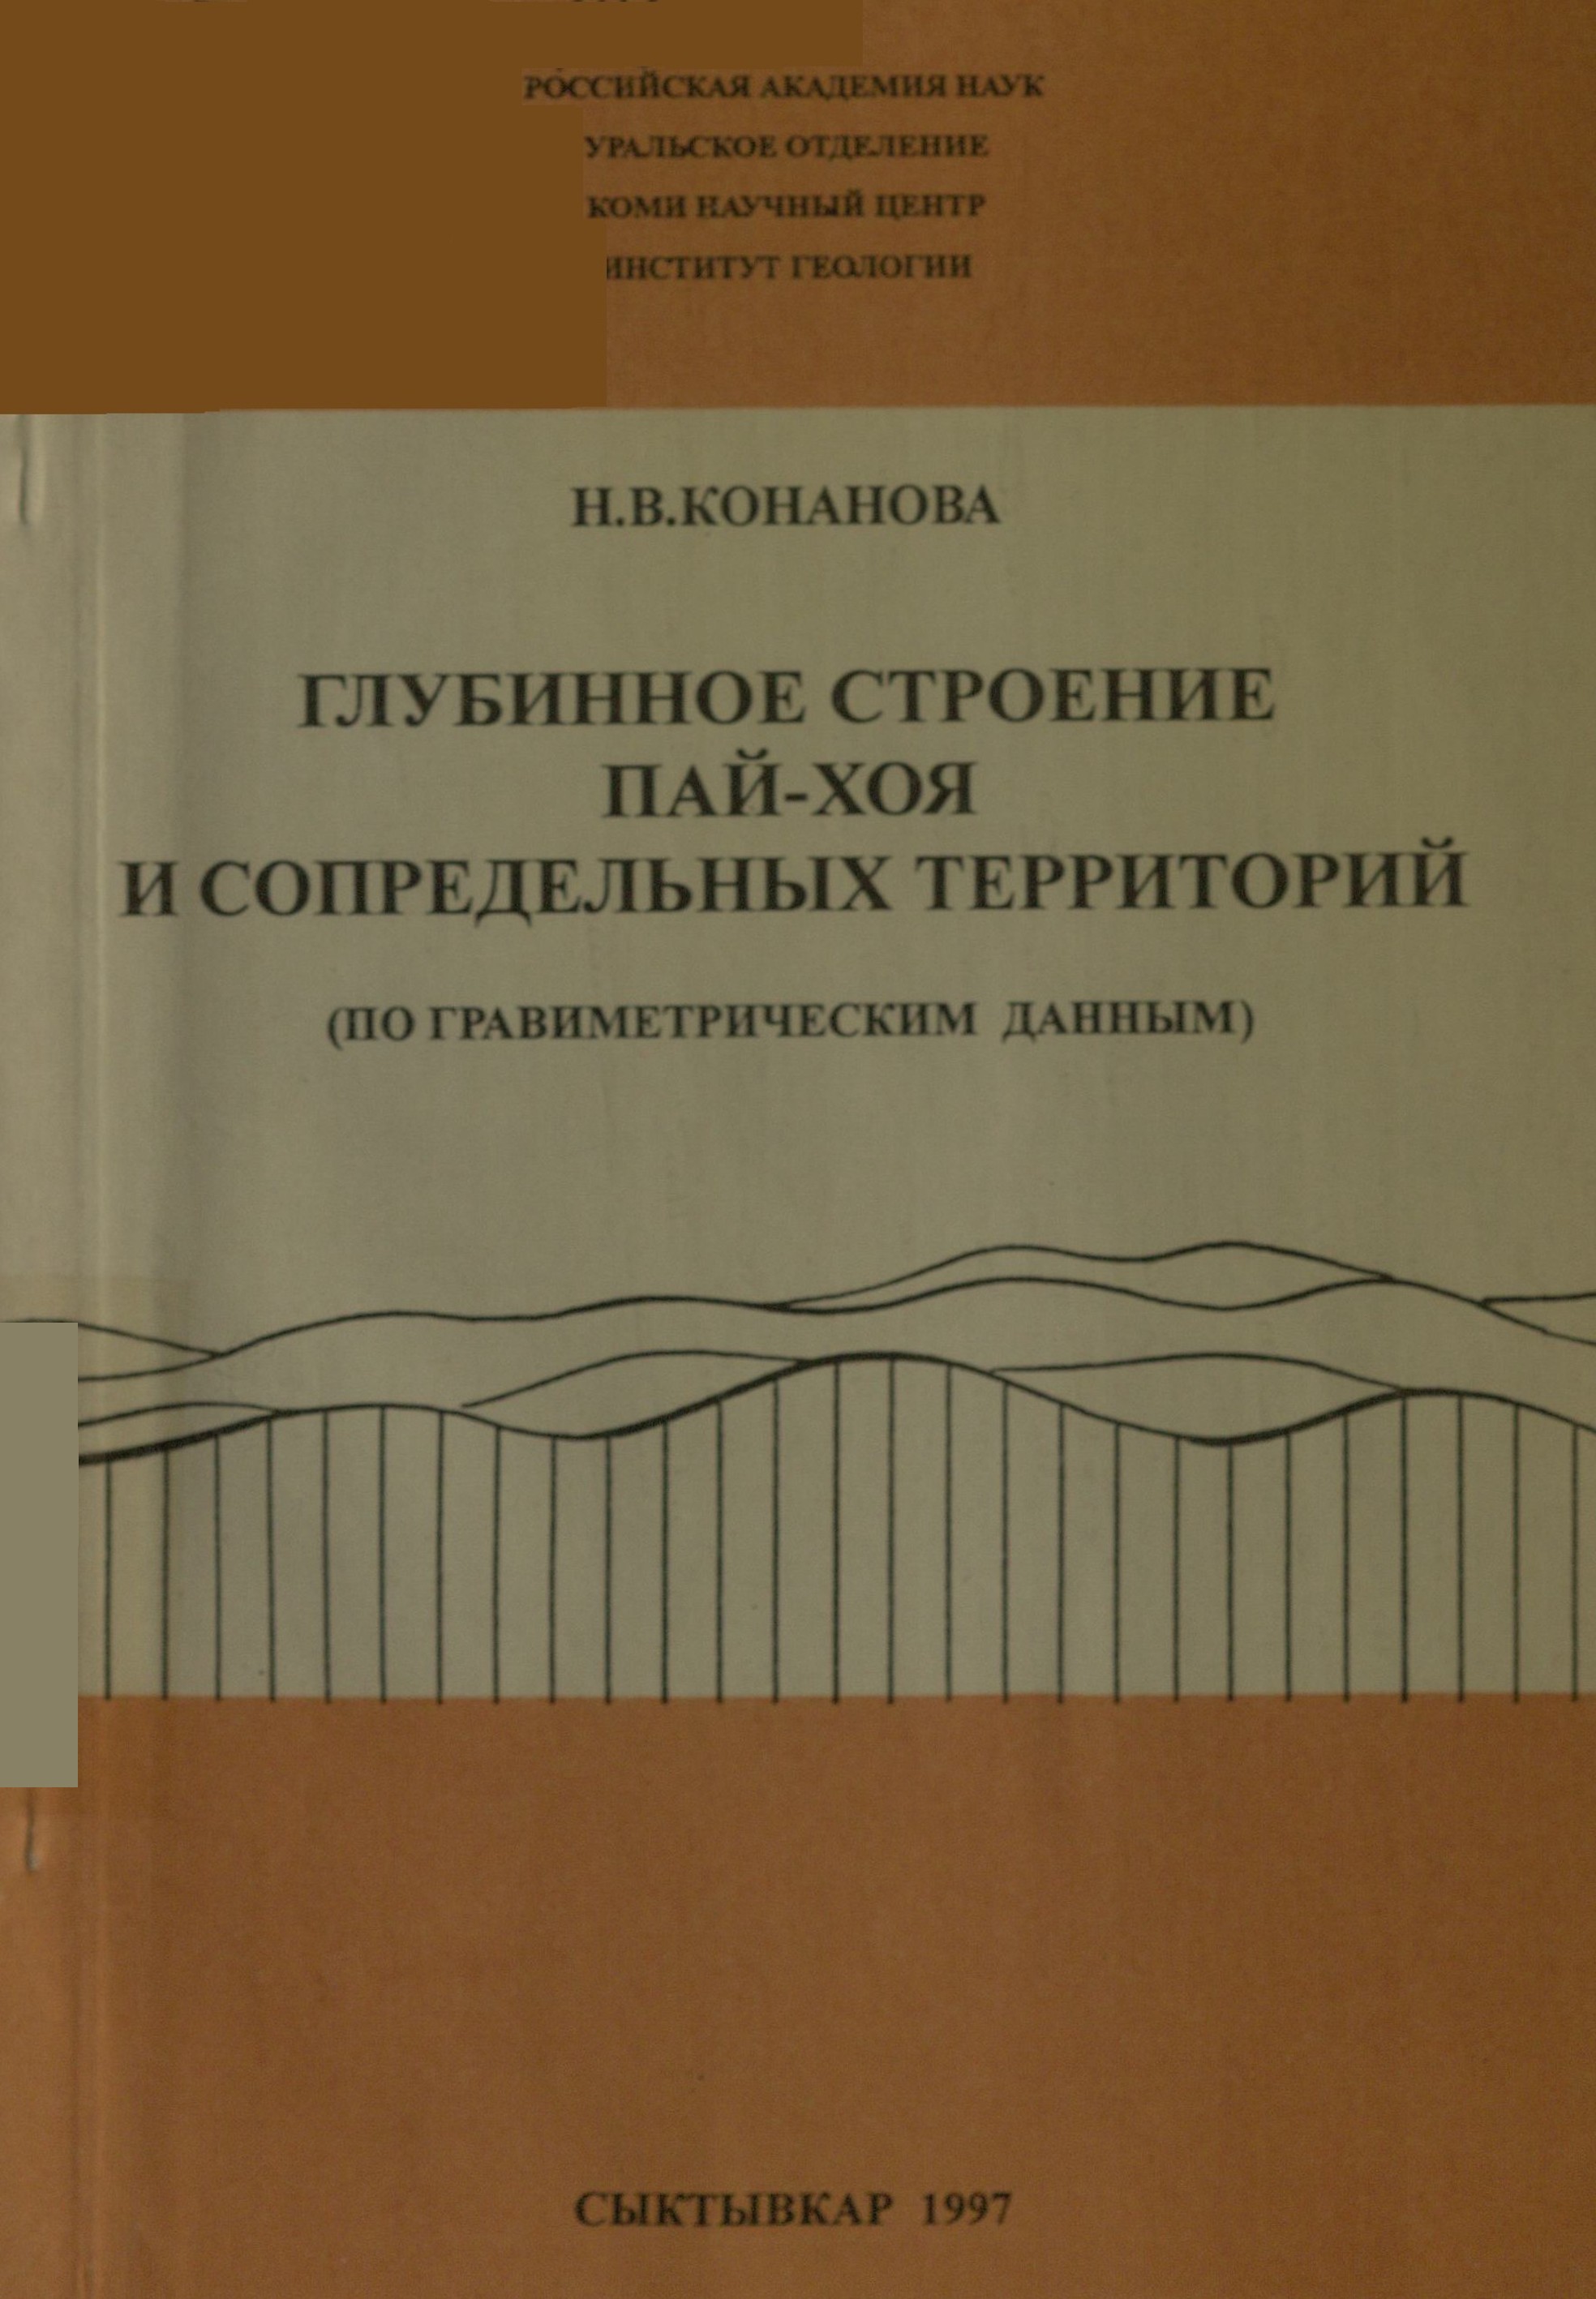 РОССИЙСКАЯ АКАДЕМИЯ НАУК
УРАЛЬСКОЕ ОТДЕЛЕНИЕ
КОМИ НАУЧНЫЙ ЦЕНТР
ИНСТИТУТ ГЕОЛОГИИ
Н.В.КОНАНОВА
ГЛУБИННОЕ СТРОЕНИЕ
ПАЙ-ХОЯ
И СОПРЕДЕЛЬНЫХ ТЕРРИТОРИЙ
(ПО ГРАВИМЕТРИЧЕСКИМ ДАННЫМ)
СЫКТЫВКАР 1997